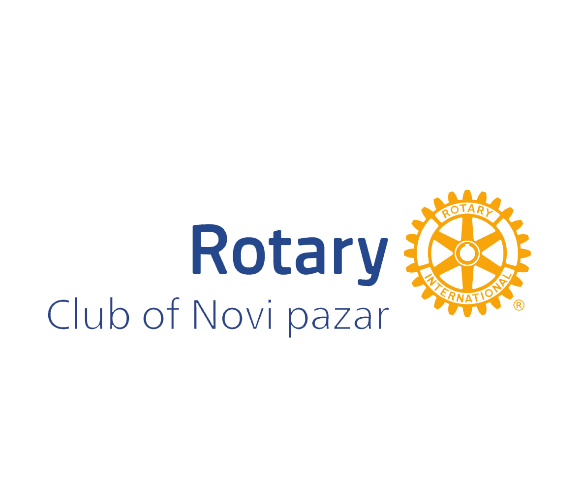 Rotary
Club of Novi pazar
ROTARY
INTERNATIONAL
®